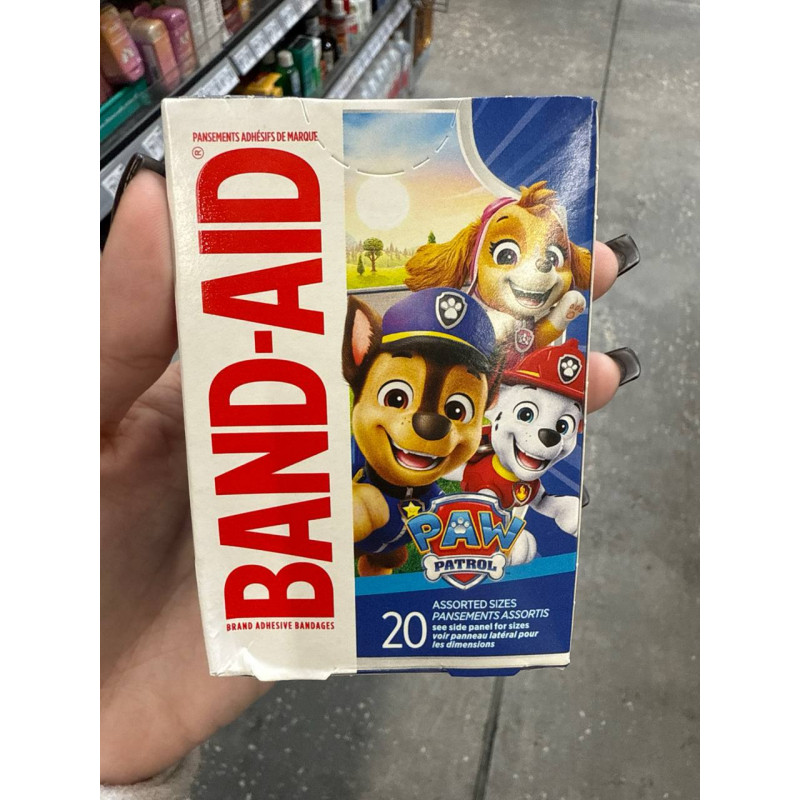 PANSEMENTS ADHÉSIFS DE MARQUE
BAND-AID®
BRAND ADHESIVE BANDAGES
PAW
PATROL™
20
ASSORTED SIZES
PANSEMENTS ASSORTIS
see side panel for sizes
voir panneau latéral pour
les dimensions